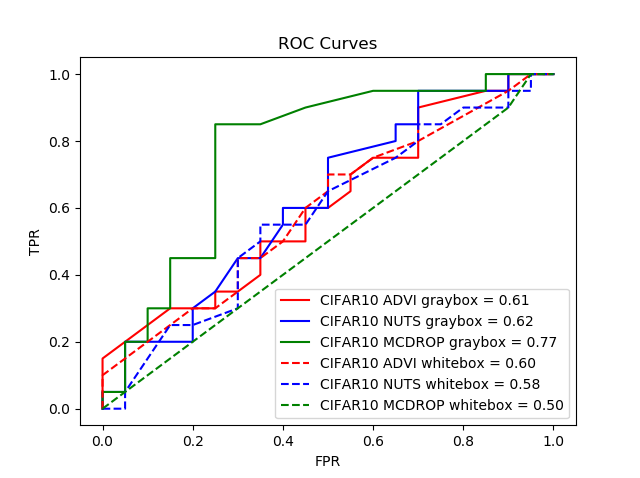 ROC Curves
TPR
1.0
0.8
0.6
0.4
0.2
0.0
CIFAR10 ADVI graybox = 0.61
CIFAR10 NUTS graybox = 0.62
CIFAR10 MCDROP graybox = 0.77
CIFAR10 ADVI whitebox = 0.60
CIFAR10 NUTS whitebox = 0.58
CIFAR10 MCDROP whitebox = 0.50
0.0 0.2 0.4 0.6 0.8 1.0
FPR